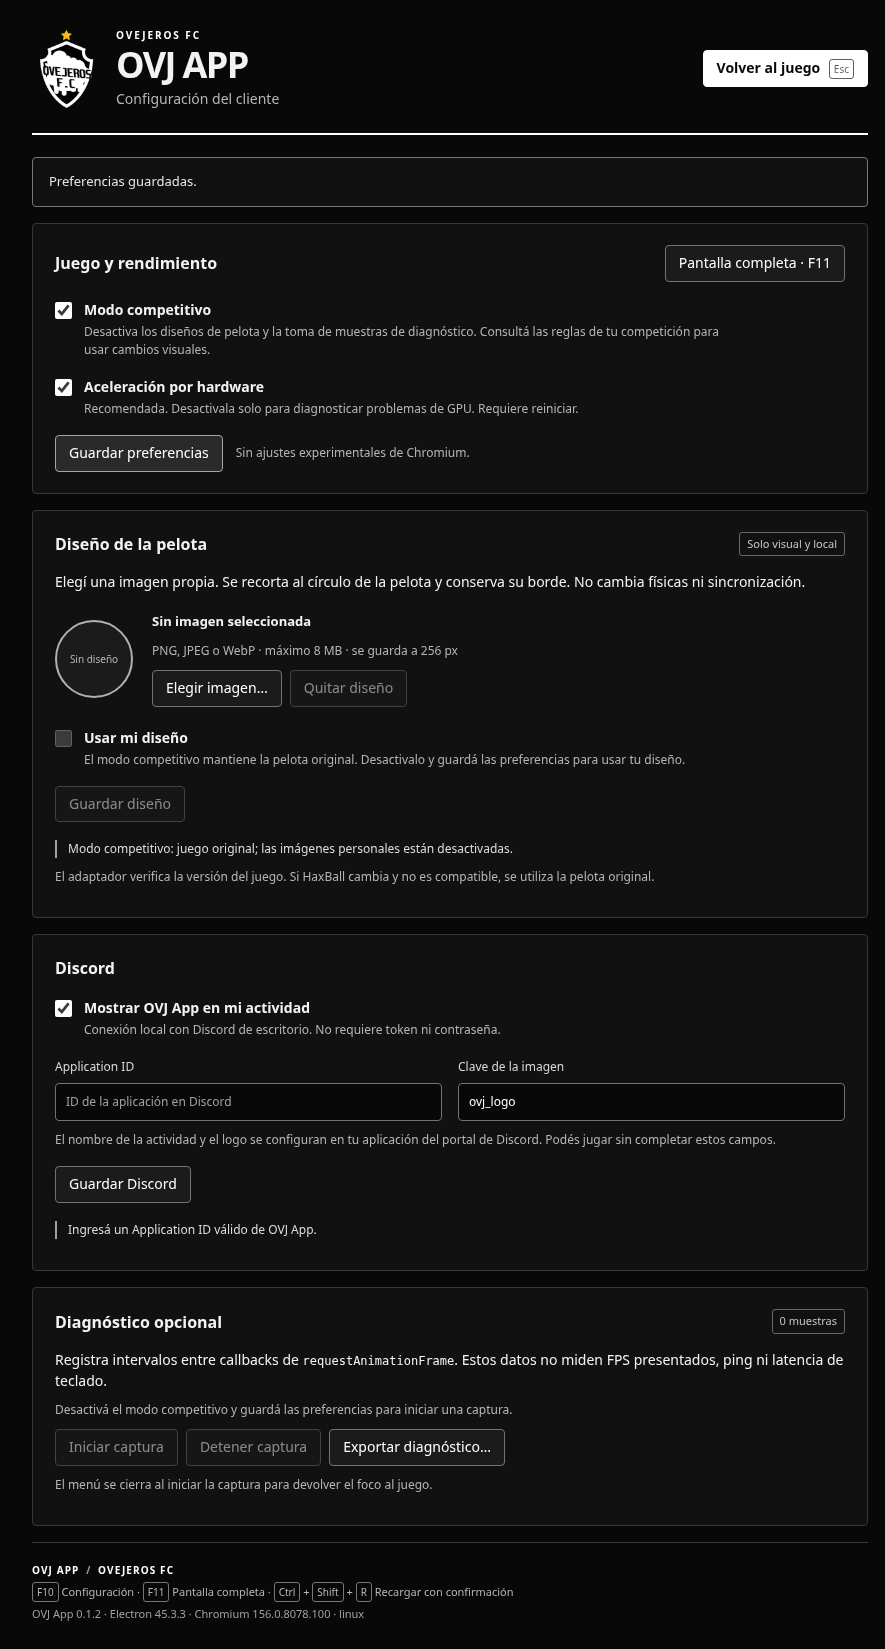 OVEJEROS FC
OVEJEROS
F.C
OVJ APP
Configuración del cliente
Volver al juego Esc
Preferencias guardadas.
Juego y rendimiento
Pantalla completa · F11
Modo competitivo
Desactiva los diseños de pelota y la toma de muestras de diagnóstico. Consultá las reglas de tu competición para
usar cambios visuales.
Aceleración por hardware
Recomendada. Desactivala solo para diagnosticar problemas de GPU. Requiere reiniciar.
Guardar preferencias
Sin ajustes experimentales de Chromium.
Diseño de la pelota
Solo visual y local
Elegí una imagen propia. Se recorta al círculo de la pelota y conserva su borde. No cambia físicas ni sincronización.
Sin diseño
Sin imagen seleccionada
PNG, JPEG o WebP · máximo 8 MB · se guarda a 256 px
Elegir imagen…
Quitar diseño
Usar mi diseño
El modo competitivo mantiene la pelota original. Desactivalo y guardá las preferencias para usar tu diseño.
Guardar diseño
Modo competitivo: juego original; las imágenes personales están desactivadas.
El adaptador verifica la versión del juego. Si HaxBall cambia y no es compatible, se utiliza la pelota original.
Discord
Mostrar OVJ App en mi actividad
Conexión local con Discord de escritorio. No requiere token ni contraseña.
Application ID
Clave de la imagen
ID de la aplicación en Discord
ovj_logo
El nombre de la actividad y el logo se configuran en tu aplicación del portal de Discord. Podés jugar sin completar estos campos.
Guardar Discord
Ingresá un Application ID válido de OVJ App.
Diagnóstico opcional
0 muestras
Registra intervalos entre callbacks de requestAnimationFrame. Estos datos no miden FPS presentados, ping ni latencia de
teclado.
Desactivá el modo competitivo y guardá las preferencias para iniciar una captura.
Iniciar captura
Detener captura
Exportar diagnóstico…
El menú se cierra al iniciar la captura para devolver el foco al juego.
OVJ APP / OVEJEROS FC
F10 Configuración · F11 Pantalla completa · Ctrl + Shift + R Recargar con confirmación
OVJ App 0.1.2 · Electron 45.3.3 · Chromium 156.0.8078.100 · linux